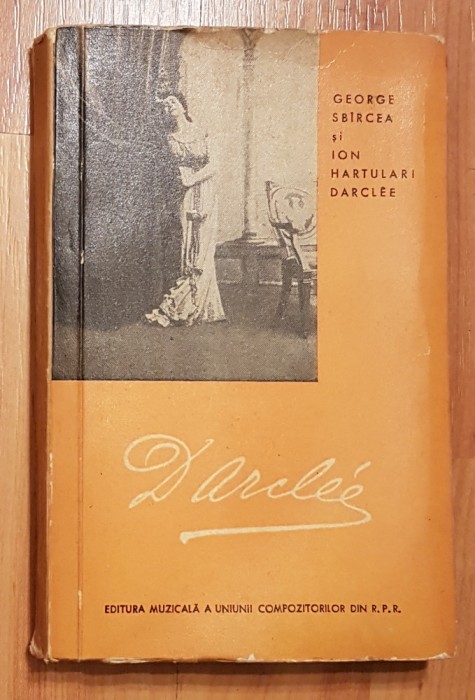 GEORGE
SBÎRCEA
și
ION
HARTULARI
DARCLÉE
Darclée
EDITURA MUZICALĂ A UNIUNII COMPOZITORILOR DIN R.P.R.